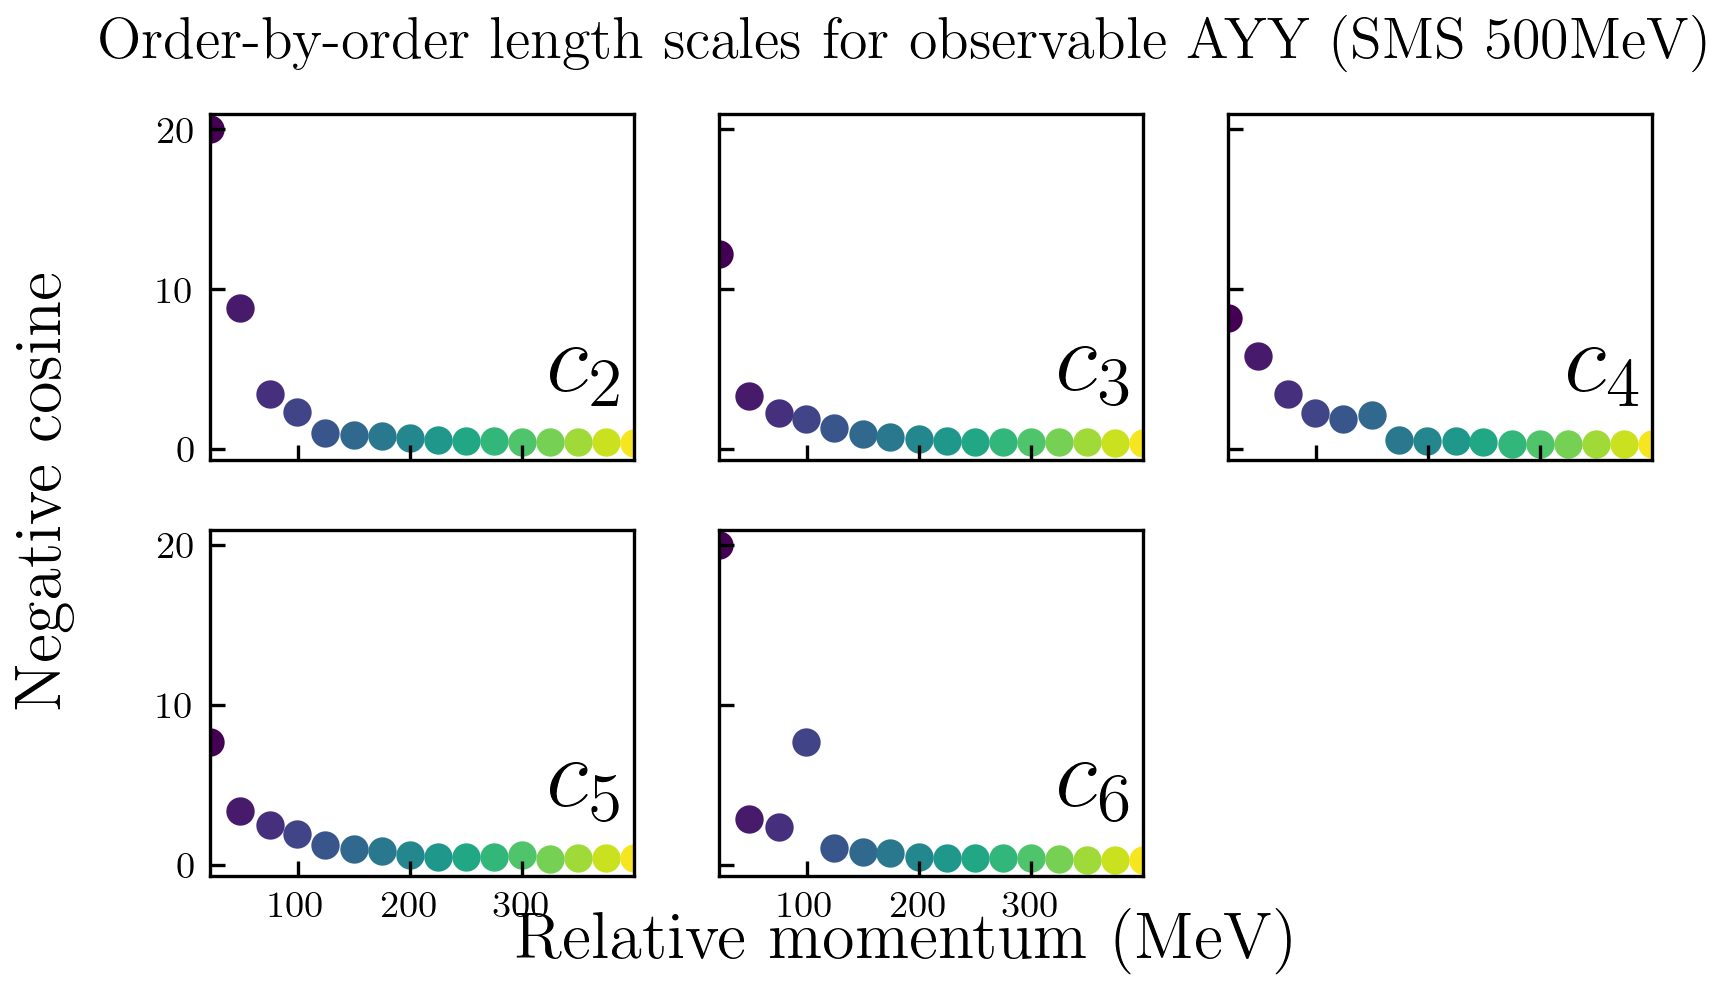 Order-by-order length scales for observable AYY (SMS 500MeV)
Negative cosine
20
10
0
c2
c3
c4
20
10
0
c5
c6
100 200 300
100 200 300
Relative momentum (MeV)